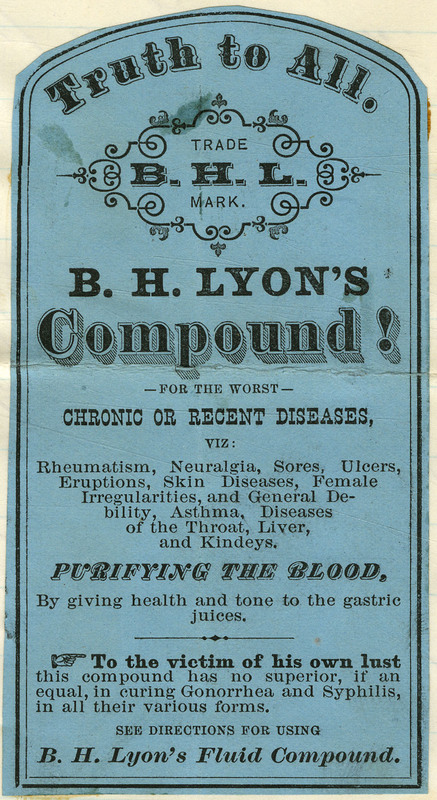 Truth to All.
TRADE
B. H. L.
MARK.
B. H. LYON'S
Compound!
—FOR THE WORST—
CHRONIC OR RECENT DISEASES,
VIZ:
Rheumatism, Neuralgia, Sores, Ulcers,
Eruptions, Skin Diseases, Female
Irregularities, and General De-
bility, Asthma, Diseases
of the Throat, Liver,
and Kindeys.
PURIFYING THE BLOOD,
By giving health and tone to the gastric
juices.
☞ To the victim of his own lust
this compound has no superior, if an
equal, in curing Gonorrhea and Syphilis,
in all their various forms.
SEE DIRECTIONS FOR USING
B. H. Lyon's Fluid Compound.